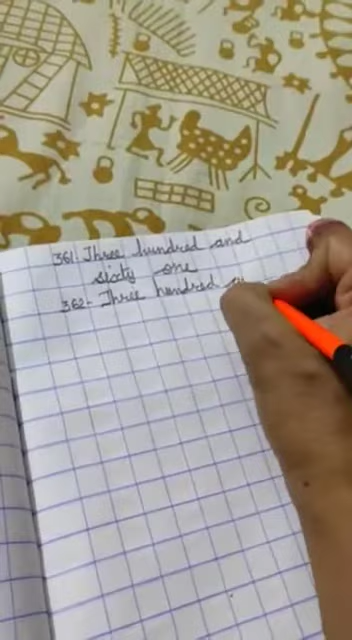 361- Three hundred and
sixty one
362- Three hundred